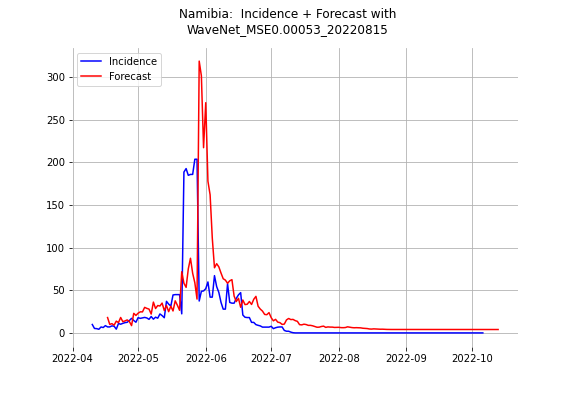 Namibia:  Incidence + Forecast with
WaveNet_MSE0.00053_20220815
Incidence
Forecast
300
250
200
150
100
50
0
2022-04 2022-05 2022-06 2022-07 2022-08 2022-09 2022-10